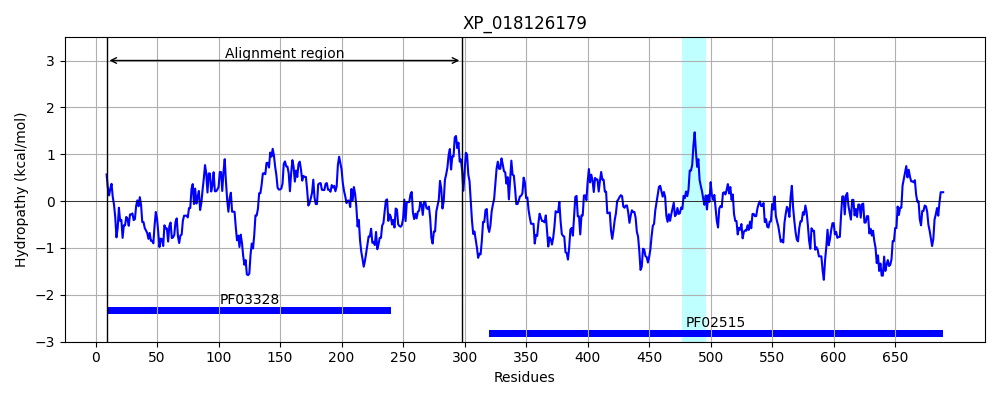 XP_018126179
Alignment region
Hydropathy (kcal/mol)
3
2
1
0
−1
−2
−3
PF03328
PF02515
0 50 100 150 200 250 300 350 400 450 500 550 600 650
Residues